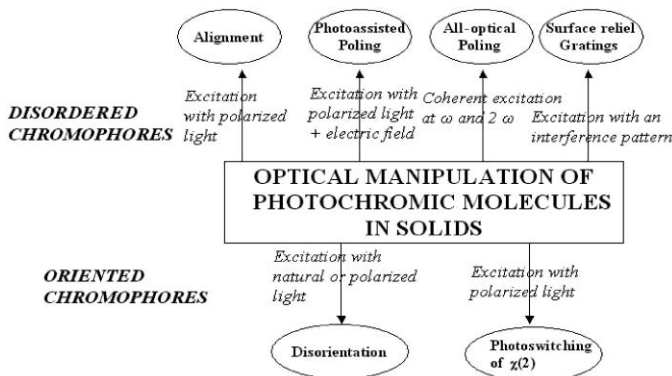 Alignment
Photoassisted
Poling
All-optical
Poling
Surface relief
Gratings
DISORDERED
CHROMOPHORES
Excitation
with polarized
light
Excitation with
polarized light
+ electric field
Coherent excitation
at ω and 2 ω
Excitation with an
interference pattern
OPTICAL MANIPULATION OF
PHOTOCHROMIC MOLECULES
IN SOLIDS
ORIENTED
CHROMOPHORES
Excitation with
natural or polarized
light
Excitation with
polarized light
Disorientation
Photoswitching
of χ(2)